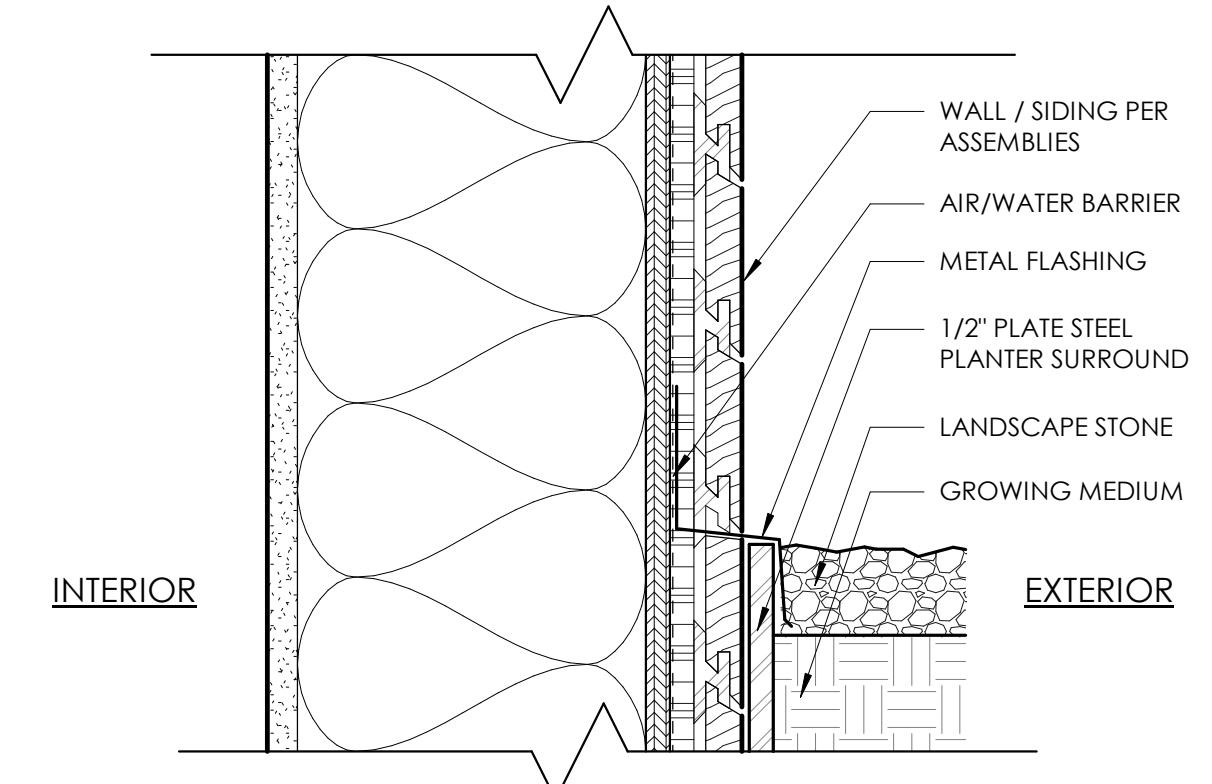 WALL / SIDING PER
ASSEMBLIES
AIR/WATER BARRIER
METAL FLASHING
1/2" PLATE STEEL
PLANTER SURROUND
LANDSCAPE STONE
GROWING MEDIUM
INTERIOR
EXTERIOR